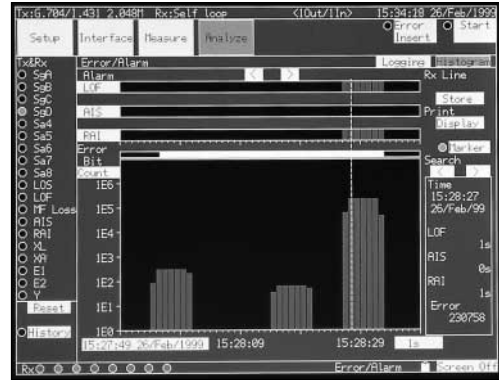 Tx:G.704/1.431 2.048M Rx:Self loop <1Out/1In> 15:34:18 26/Feb/1999
Setup Interface Measure Analyze Error Insert Start
Tx&Rx Error/Alarm Logging Histogram
SgA Alarm < > Rx Line
SgB LOF
SgC Store
SgD AIS Print
Sa4 Display
Sa5 RAI
Sa6 Error Marker
Sa7 Bit Search
Sa8 Count < >
LOS 1E6 Time
LOF 15:28:27
MF Loss 1E5 26/Feb/99
AIS
RAI 1E4 LOF
XL 1s
XA 1E3 AIS
E1 0s
E2 1E2 RAI
Y 1s
Reset 1E1 Error
230758
History 1E0
15:27:49 26/Feb/1999 15:28:09 15:28:29 1s
Rx Error/Alarm Screen Off